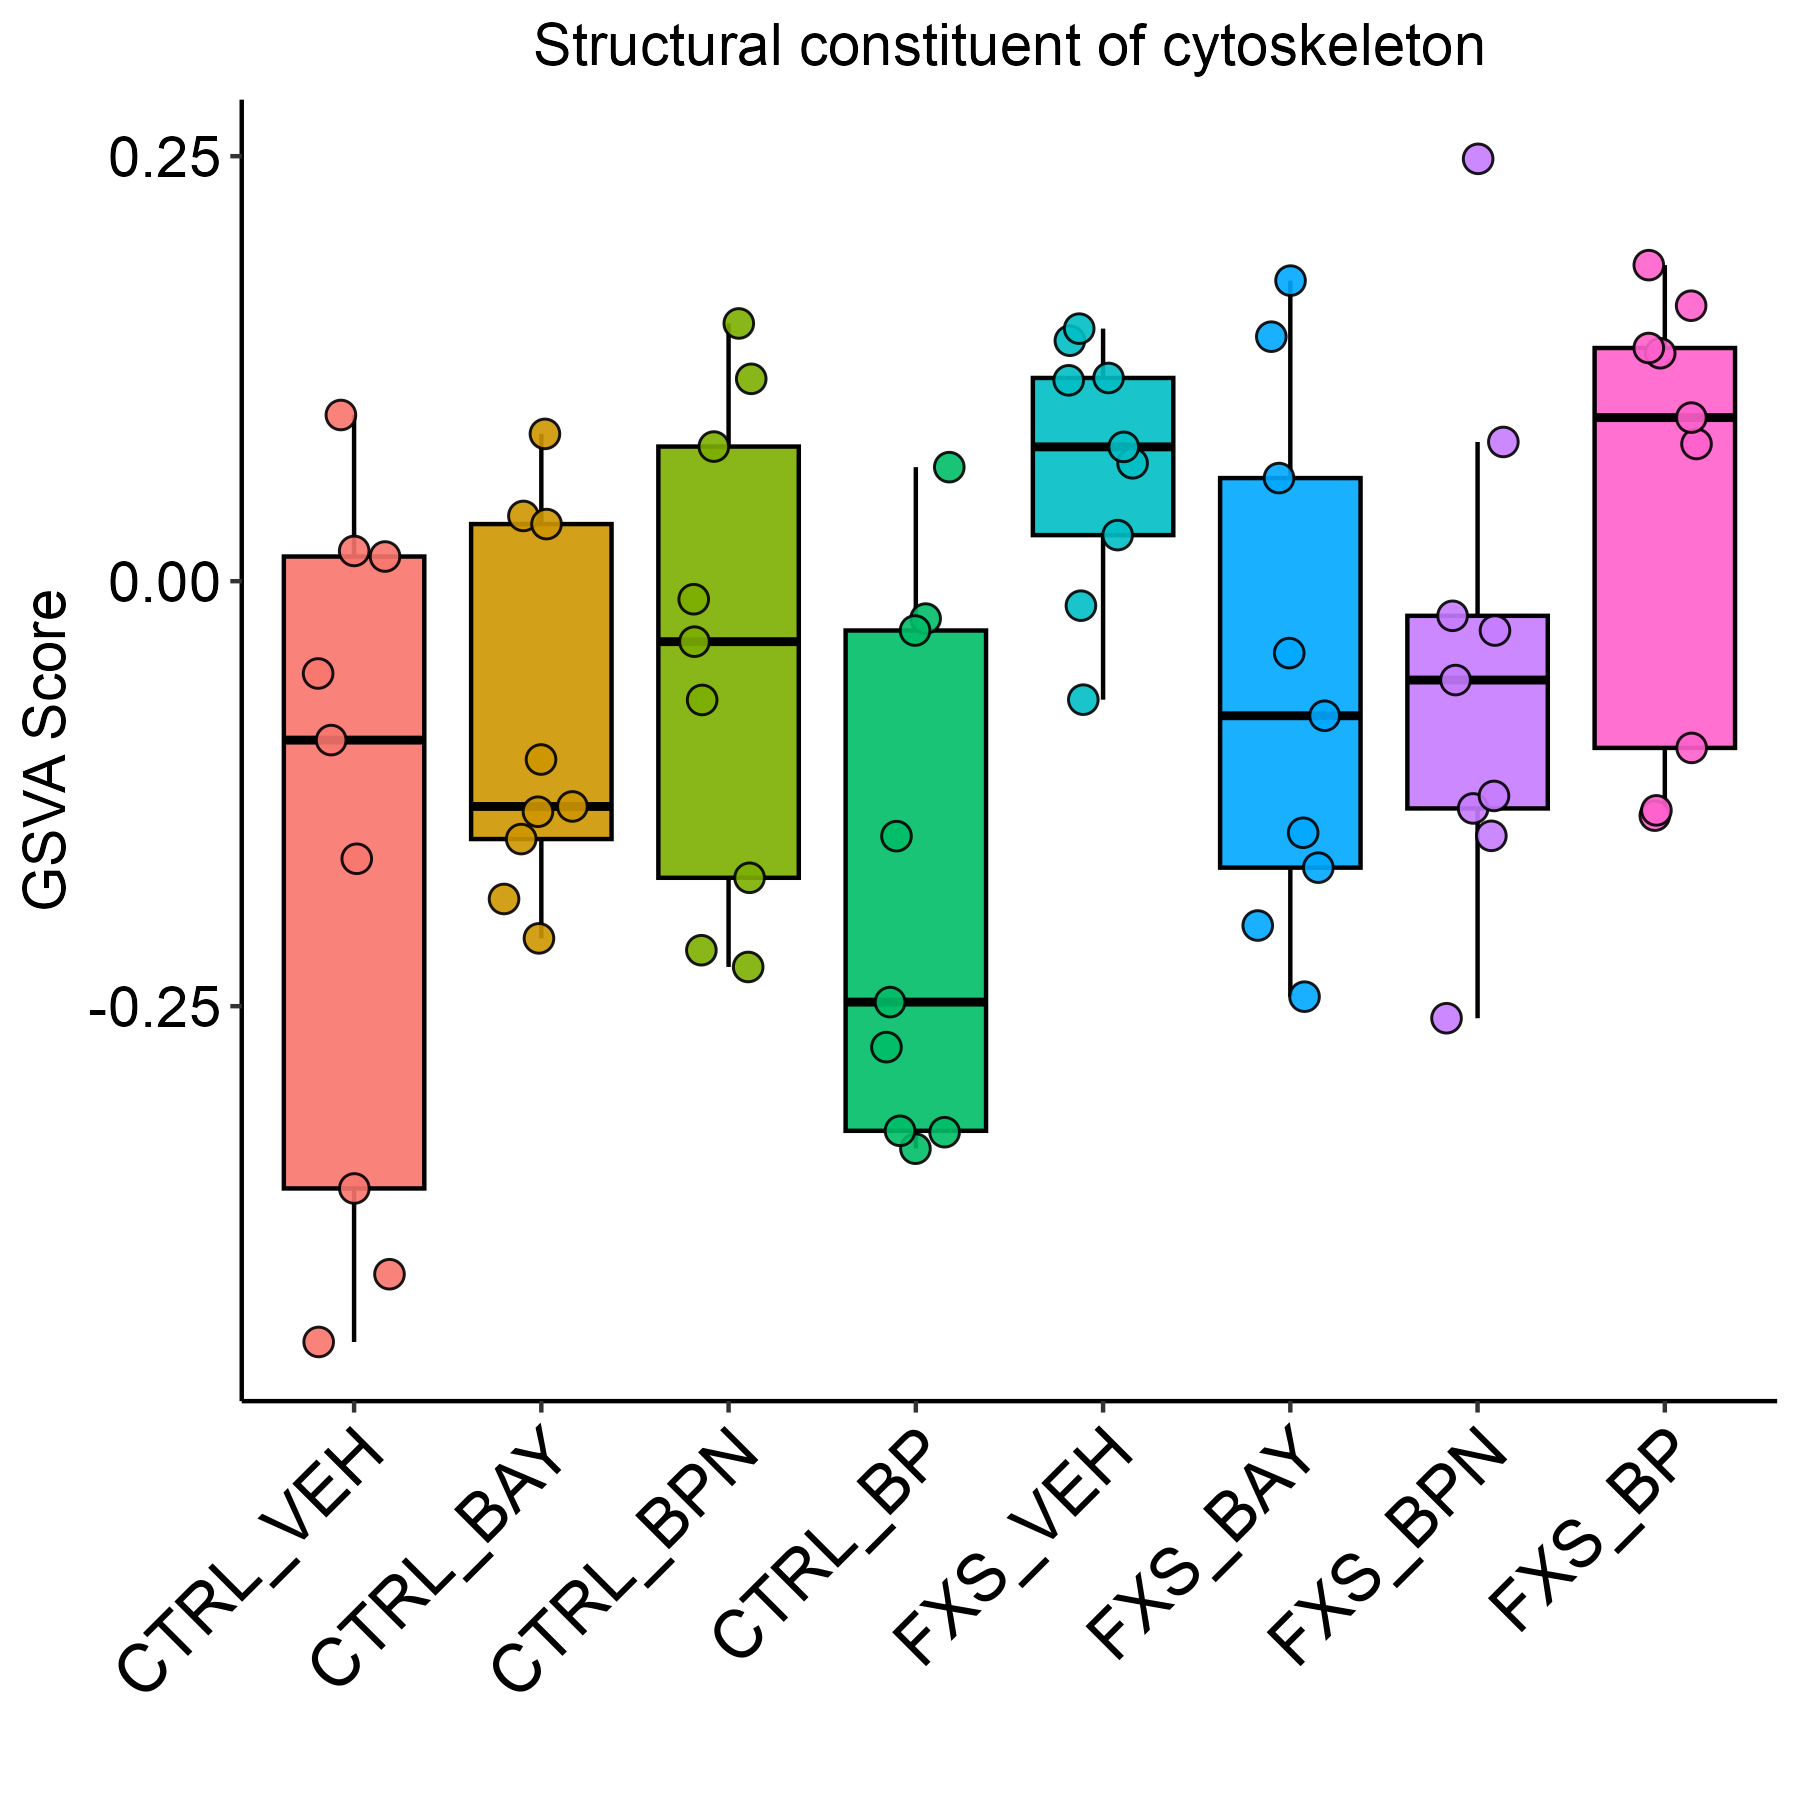 Structural constituent of cytoskeleton
GSVA Score
0.25
0.00
-0.25
CTRL_VEH
CTRL_BAY
CTRL_BPN
CTRL_BP
FXS_VEH
FXS_BAY
FXS_BPN
FXS_BP